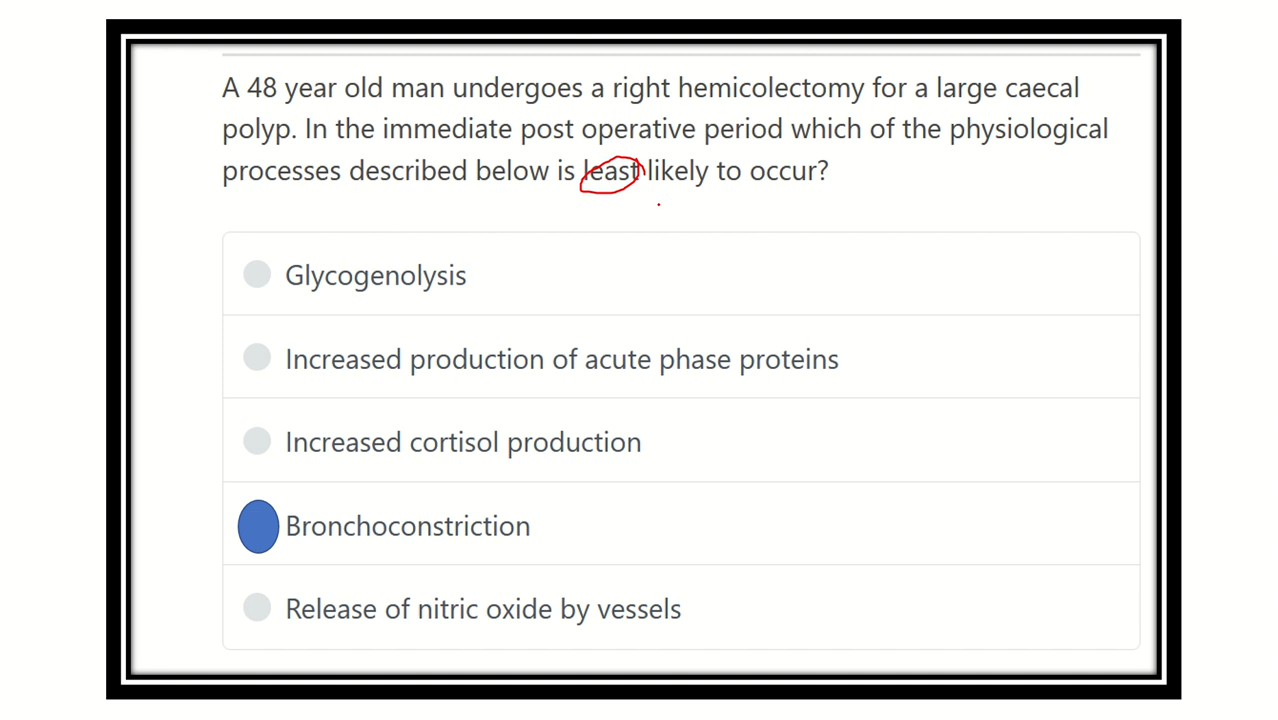 A 48 year old man undergoes a right hemicolectomy for a large caecal
polyp. In the immediate post operative period which of the physiological
processes described below is least likely to occur?
Glycogenolysis
Increased production of acute phase proteins
Increased cortisol production
Bronchoconstriction
Release of nitric oxide by vessels